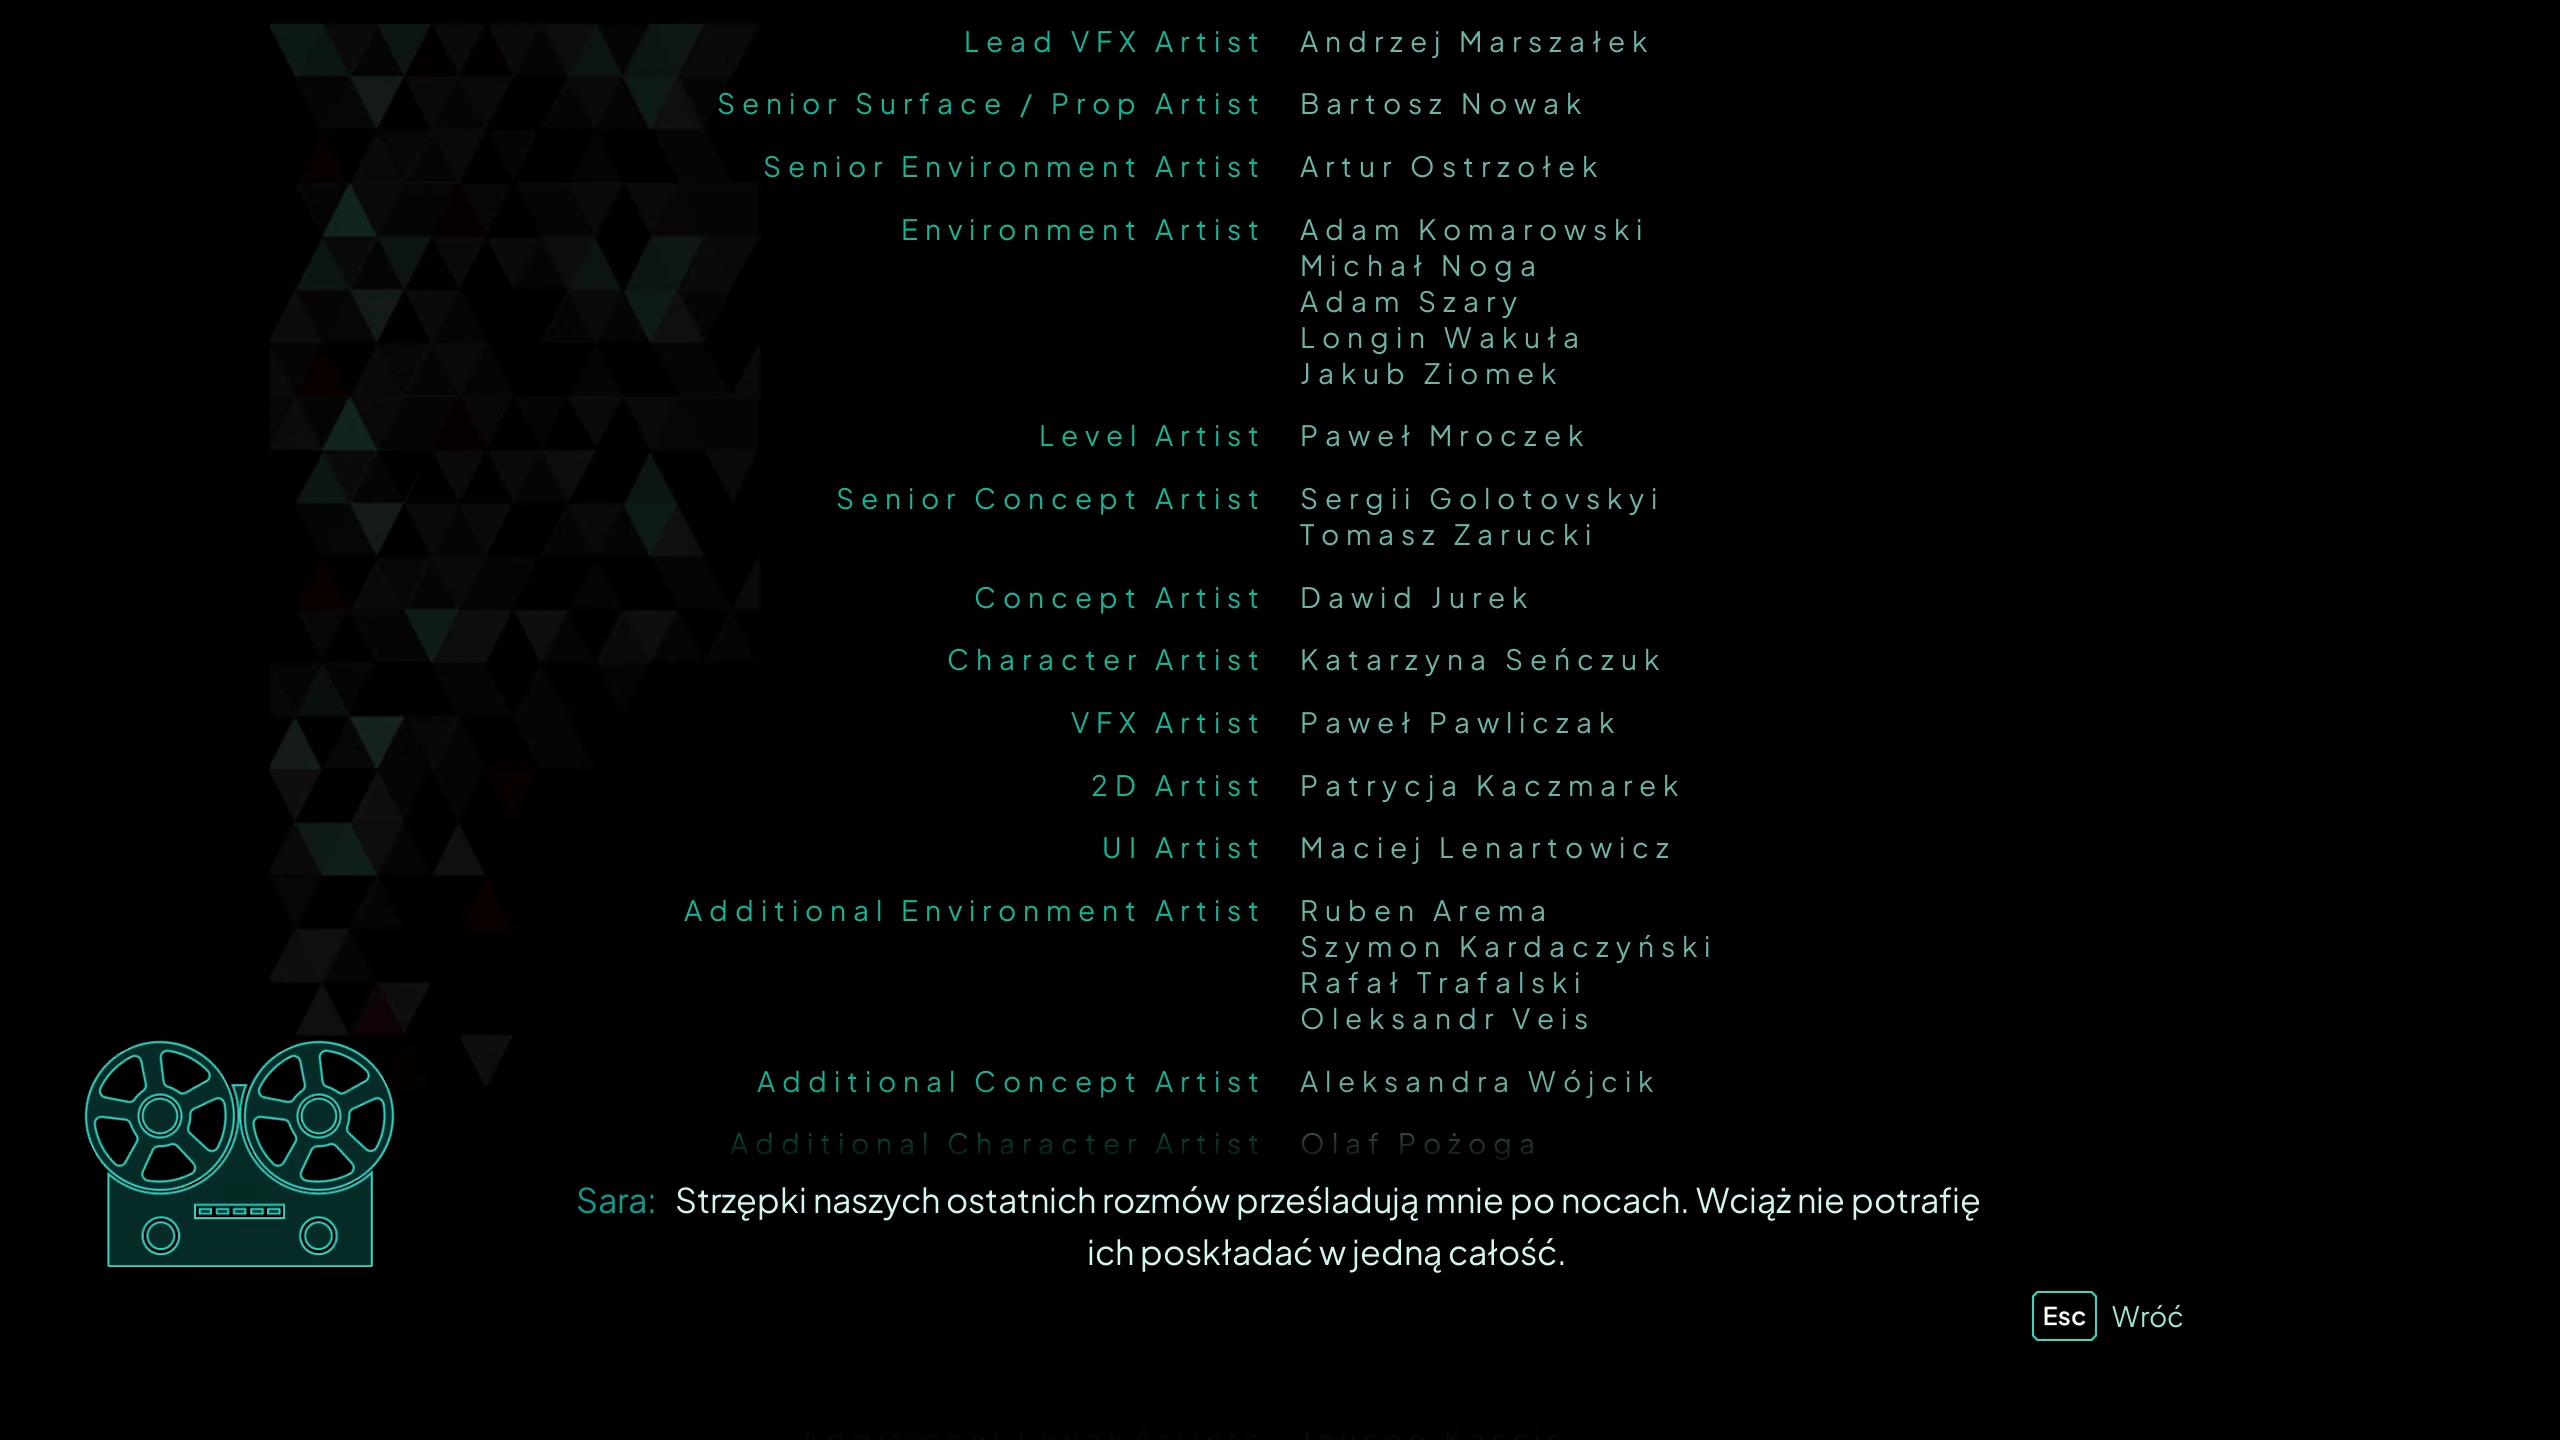 Lead VFX Artist Andrzej Marszałek
Senior Surface / Prop Artist Bartosz Nowak
Senior Environment Artist Artur Ostrzołek
Environment Artist Adam Komarowski
Michał Noga
Adam Szary
Longin Wakuła
Jakub Ziomek
Level Artist Paweł Mroczek
Senior Concept Artist Sergii Golotovskyi
Tomasz Zarucki
Concept Artist Dawid Jurek
Character Artist Katarzyna Seńczuk
VFX Artist Paweł Pawliczak
2D Artist Patrycja Kaczmarek
UI Artist Maciej Lenartowicz
Additional Environment Artist Ruben Arema
Szymon Kardaczyński
Rafał Trafalski
Oleksandr Veis
Additional Concept Artist Aleksandra Wójcik
Additional Character Artist Olaf Pożoga
Sara: Strzępki naszych ostatnich rozmów prześladują mnie po nocach. Wciąż nie potrafię
ich poskładać w jedną całość.
Esc Wróć